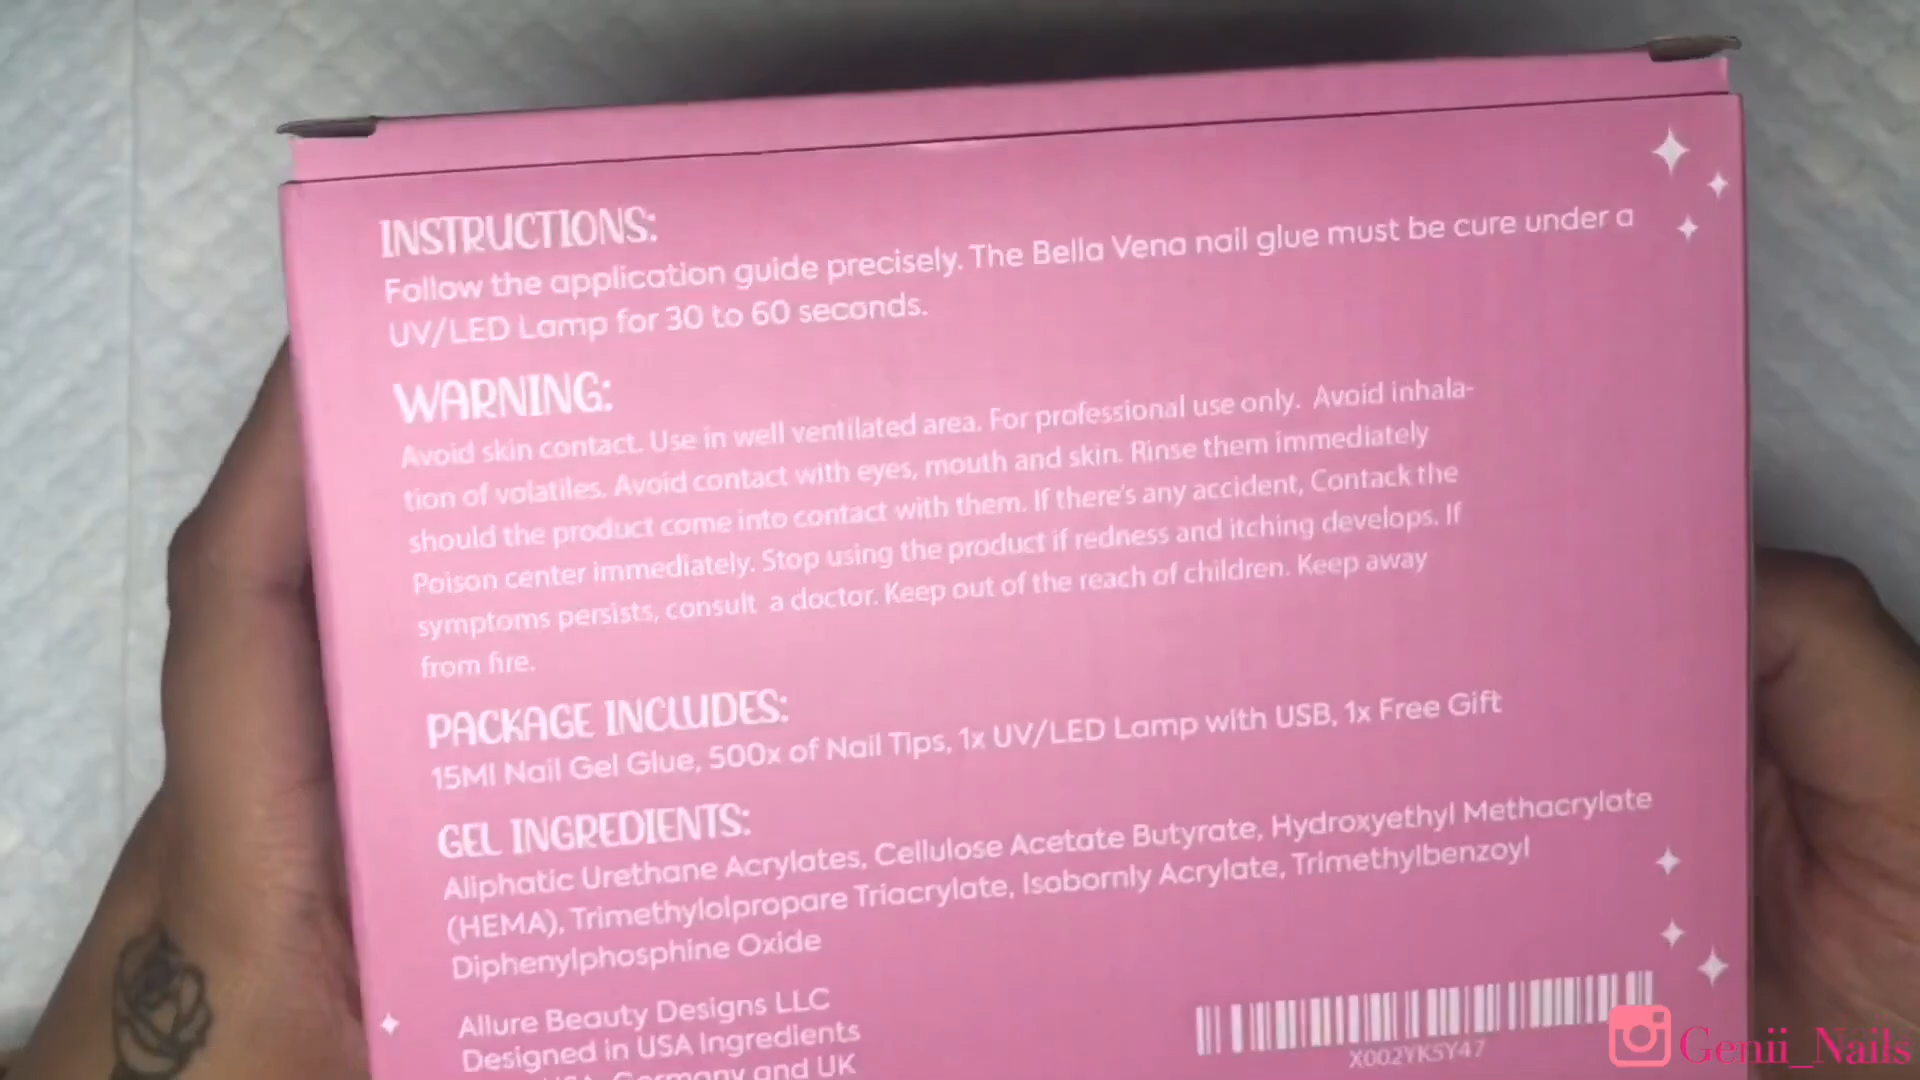 INSTRUCTIONS:
Follow the application guide precisely. The Bella Vena nail glue must be cure under a
UV/LED Lamp for 30 to 60 seconds.
WARNING:
Avoid skin contact. Use in well ventilated area. For professional use only. Avoid inhala-
tion of volatiles. Avoid contact with eyes, mouth and skin. Rinse them immediately
should the product come into contact with them. If there's any accident, Contack the
Poison center immediately. Stop using the product if redness and itching develops. If
symptoms persists, consult a doctor. Keep out of the reach of children. Keep away
from fire.
PACKAGE INCLUDES:
15Ml Nail Gel Glue, 500x of Nail Tips, 1x UV/LED Lamp with USB, 1x Free Gift
GEL INGREDIENTS:
Aliphatic Urethane Acrylates, Cellulose Acetate Butyrate, Hydroxyethyl Methacrylate
(HEMA), Trimethylolpropare Triacrylate, Isobornly Acrylate, Trimethylbenzoyl
Diphenylphosphine Oxide
Allure Beauty Designs LLC
Designed in USA Ingredients
USA, Germany and UK
X002YK5Y47
Genii_Nails